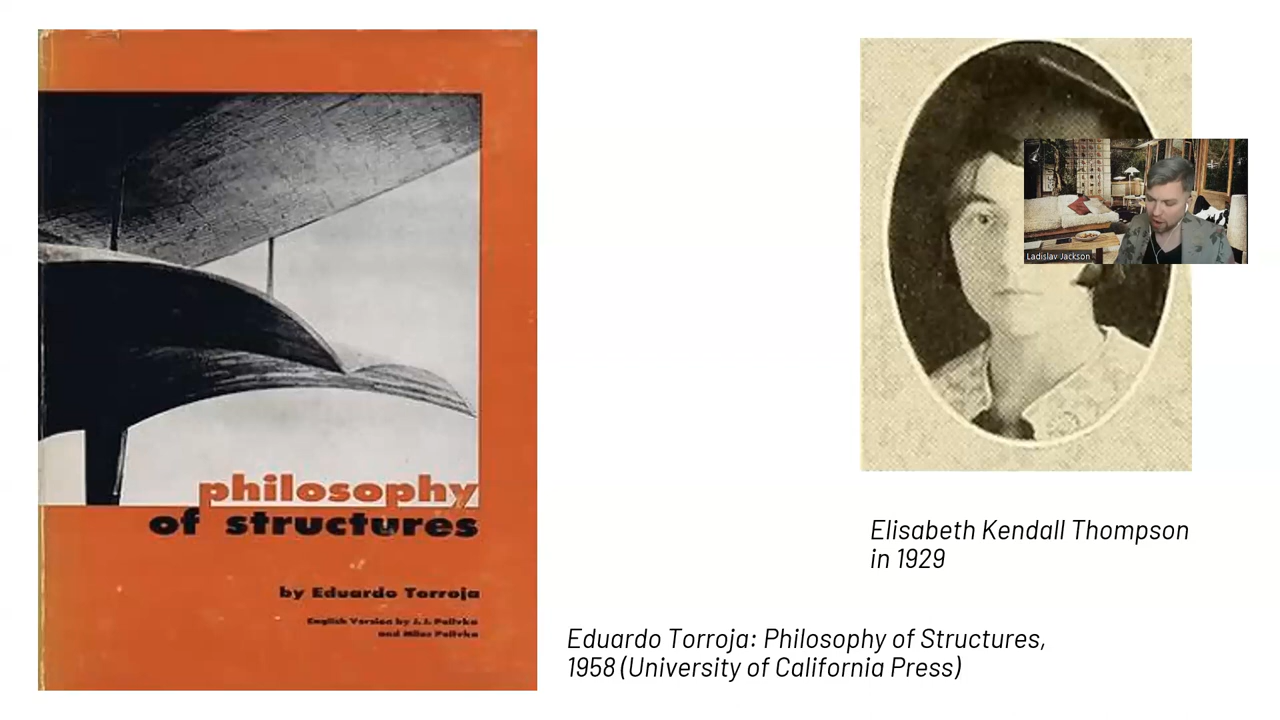 philosophy
of structures
by Eduardo Torroja
English Version by J. J. Polivka
and Milos Polivka
Ladislav Jackson
Elisabeth Kendall Thompson
in 1929
Eduardo Torroja: Philosophy of Structures,
1958 (University of California Press)